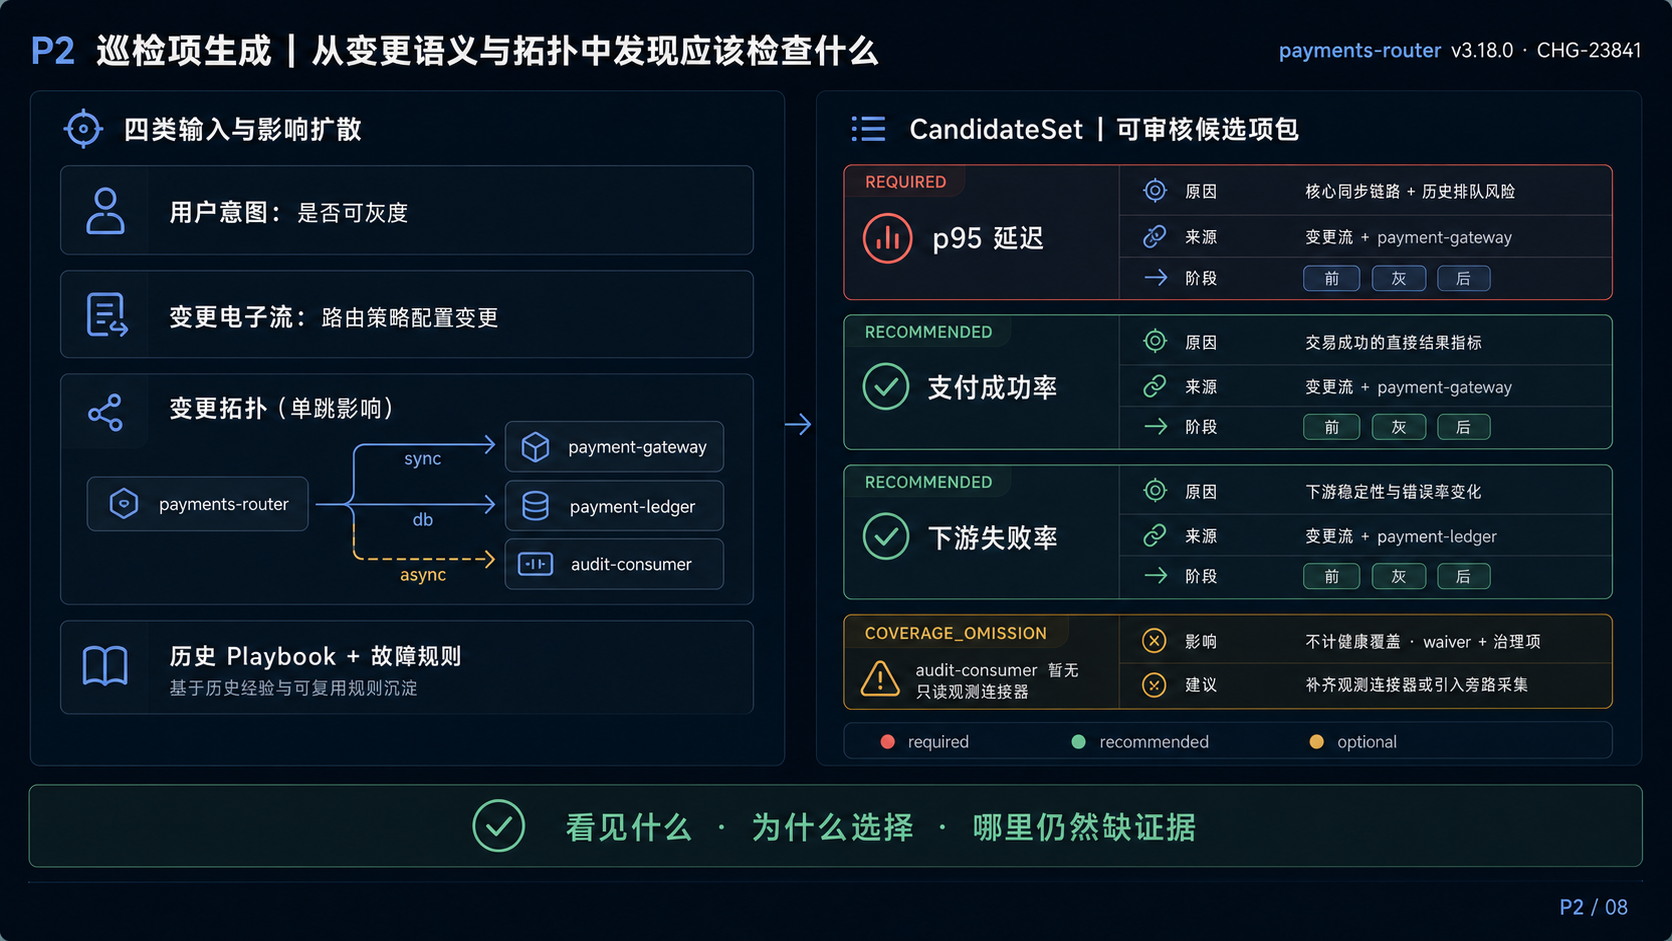 P2 巡检项生成 | 从变更语义与拓扑中发现应该检查什么
payments-router v3.18.0 · CHG-23841
四类输入与影响扩散
用户意图：是否可灰度
变更电子流：路由策略配置变更
变更拓扑（单跳影响）
payments-router
sync
db
async
payment-gateway
payment-ledger
audit-consumer
历史 Playbook + 故障规则
基于历史经验与可复用规则沉淀
CandidateSet | 可审核候选项包
REQUIRED
p95 延迟
原因 核心同步链路 + 历史排队风险
来源 变更流 + payment-gateway
阶段 前 灰 后
RECOMMENDED
支付成功率
原因 交易成功的直接结果指标
来源 变更流 + payment-gateway
阶段 前 灰 后
RECOMMENDED
下游失败率
原因 下游稳定性与错误率变化
来源 变更流 + payment-ledger
阶段 前 灰 后
COVERAGE_OMISSION
audit-consumer 暂无
只读观测连接器
影响 不计健康覆盖 · waiver + 治理项
建议 补齐观测连接器或引入旁路采集
required recommended optional
看见什么 · 为什么选择 · 哪里仍然缺证据
P2 / 08